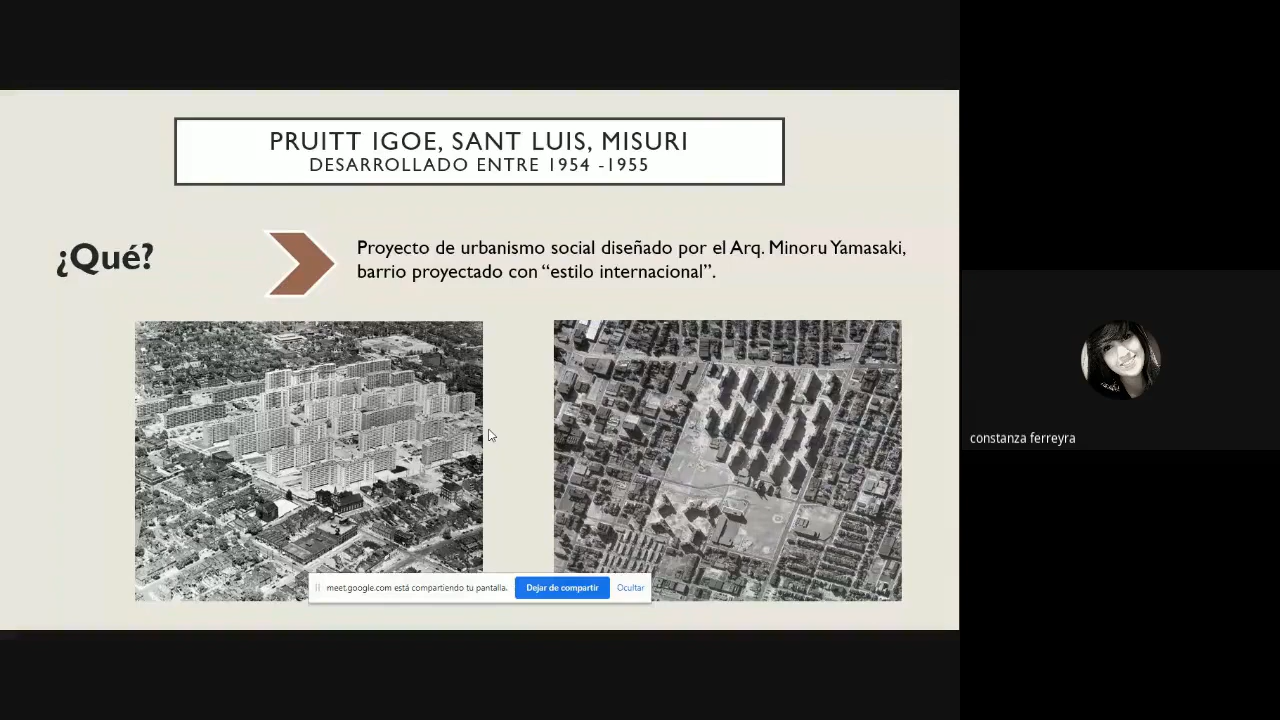 PRUITT IGOE, SANT LUIS, MISURI
DESARROLLADO ENTRE 1954 -1955
¿Qué?
Proyecto de urbanismo social diseñado por el Arq. Minoru Yamasaki,
barrio proyectado con “estilo internacional”.
meet.google.com está compartiendo tu pantalla.
Dejar de compartir
Ocultar
constanza ferreyra